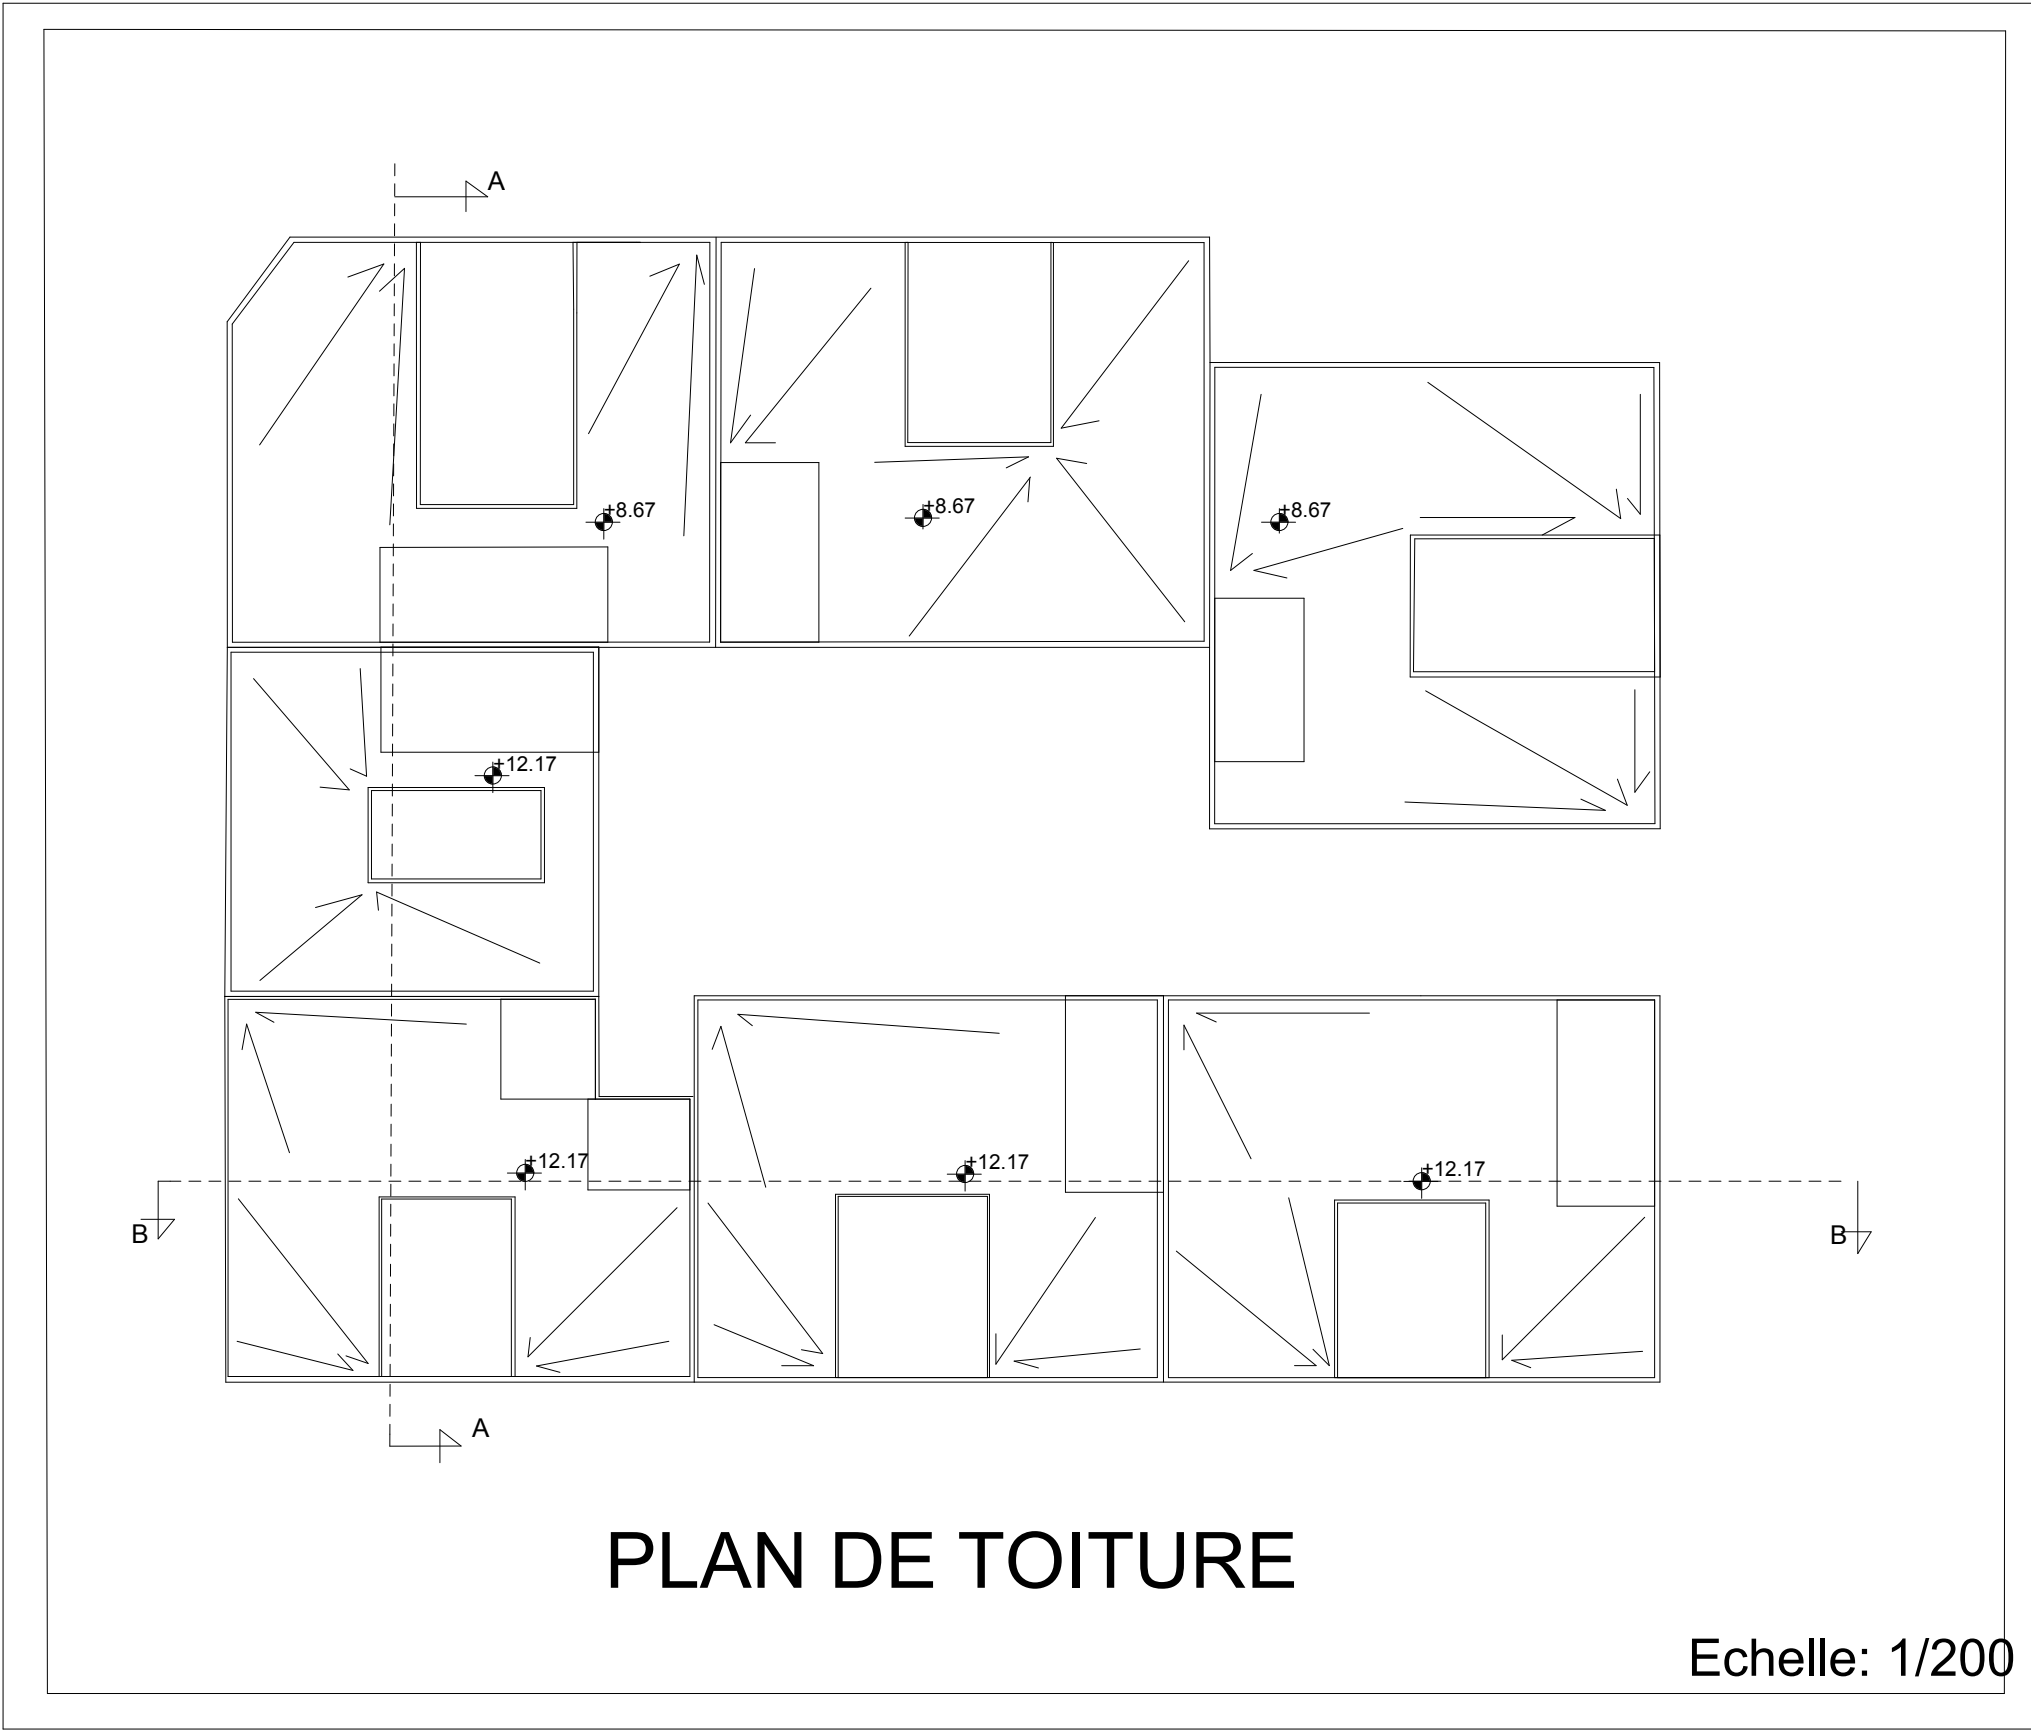 A
+8.67
+8.67
+8.67
+12.17
+12.17
+12.17
+12.17
B
B
A
PLAN DE TOITURE
Echelle: 1/200